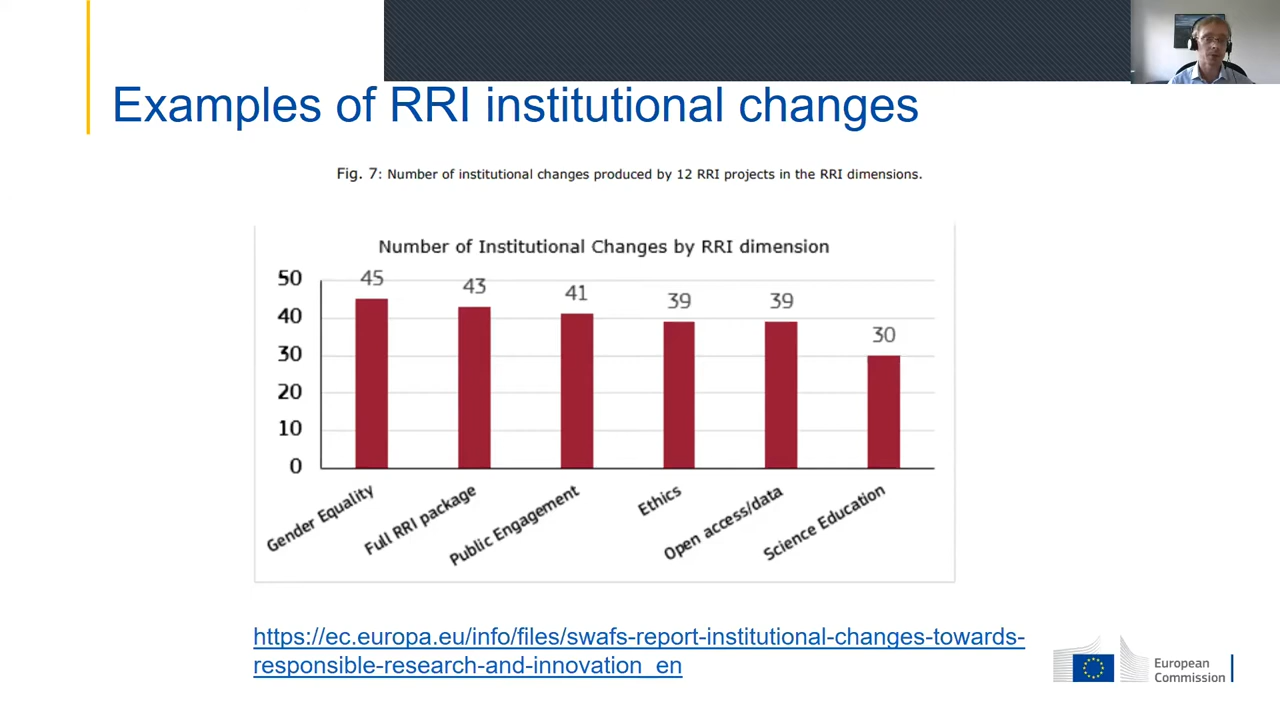 Examples of RRI institutional changes
Fig. 7: Number of institutional changes produced by 12 RRI projects in the RRI dimensions.
Number of Institutional Changes by RRI dimension
50
40
30
20
10
0
45
43
41
39
39
30
Gender Equality
Full RRI package
Public Engagement
Ethics
Open access/data
Science Education
https://ec.europa.eu/info/files/swafs-report-institutional-changes-towards-
responsible-research-and-innovation_en
European
Commission